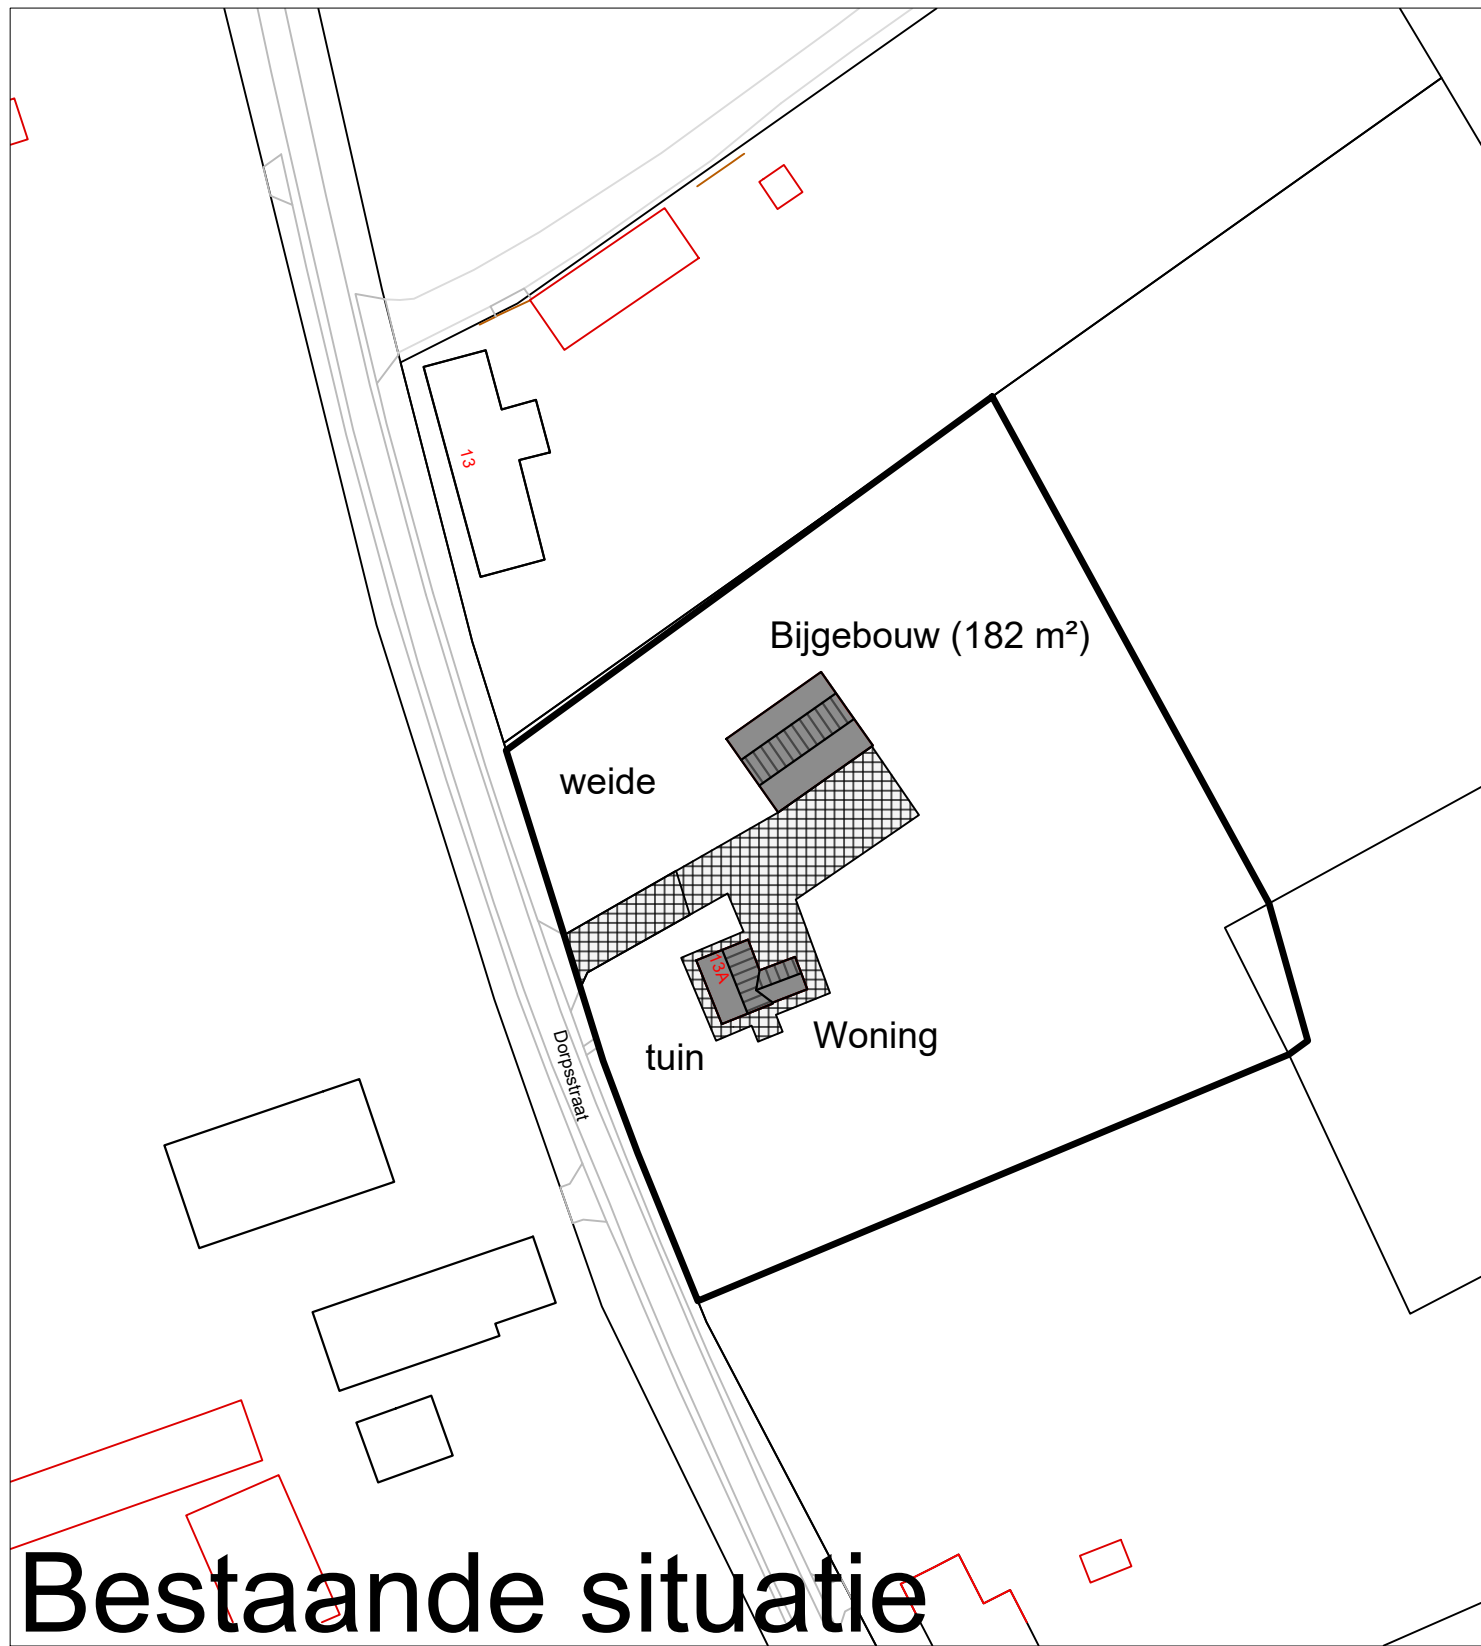 13
Bijgebouw (182 m²)
weide
13A
Woning
tuin
Dorpsstraat
Bestaande situatie